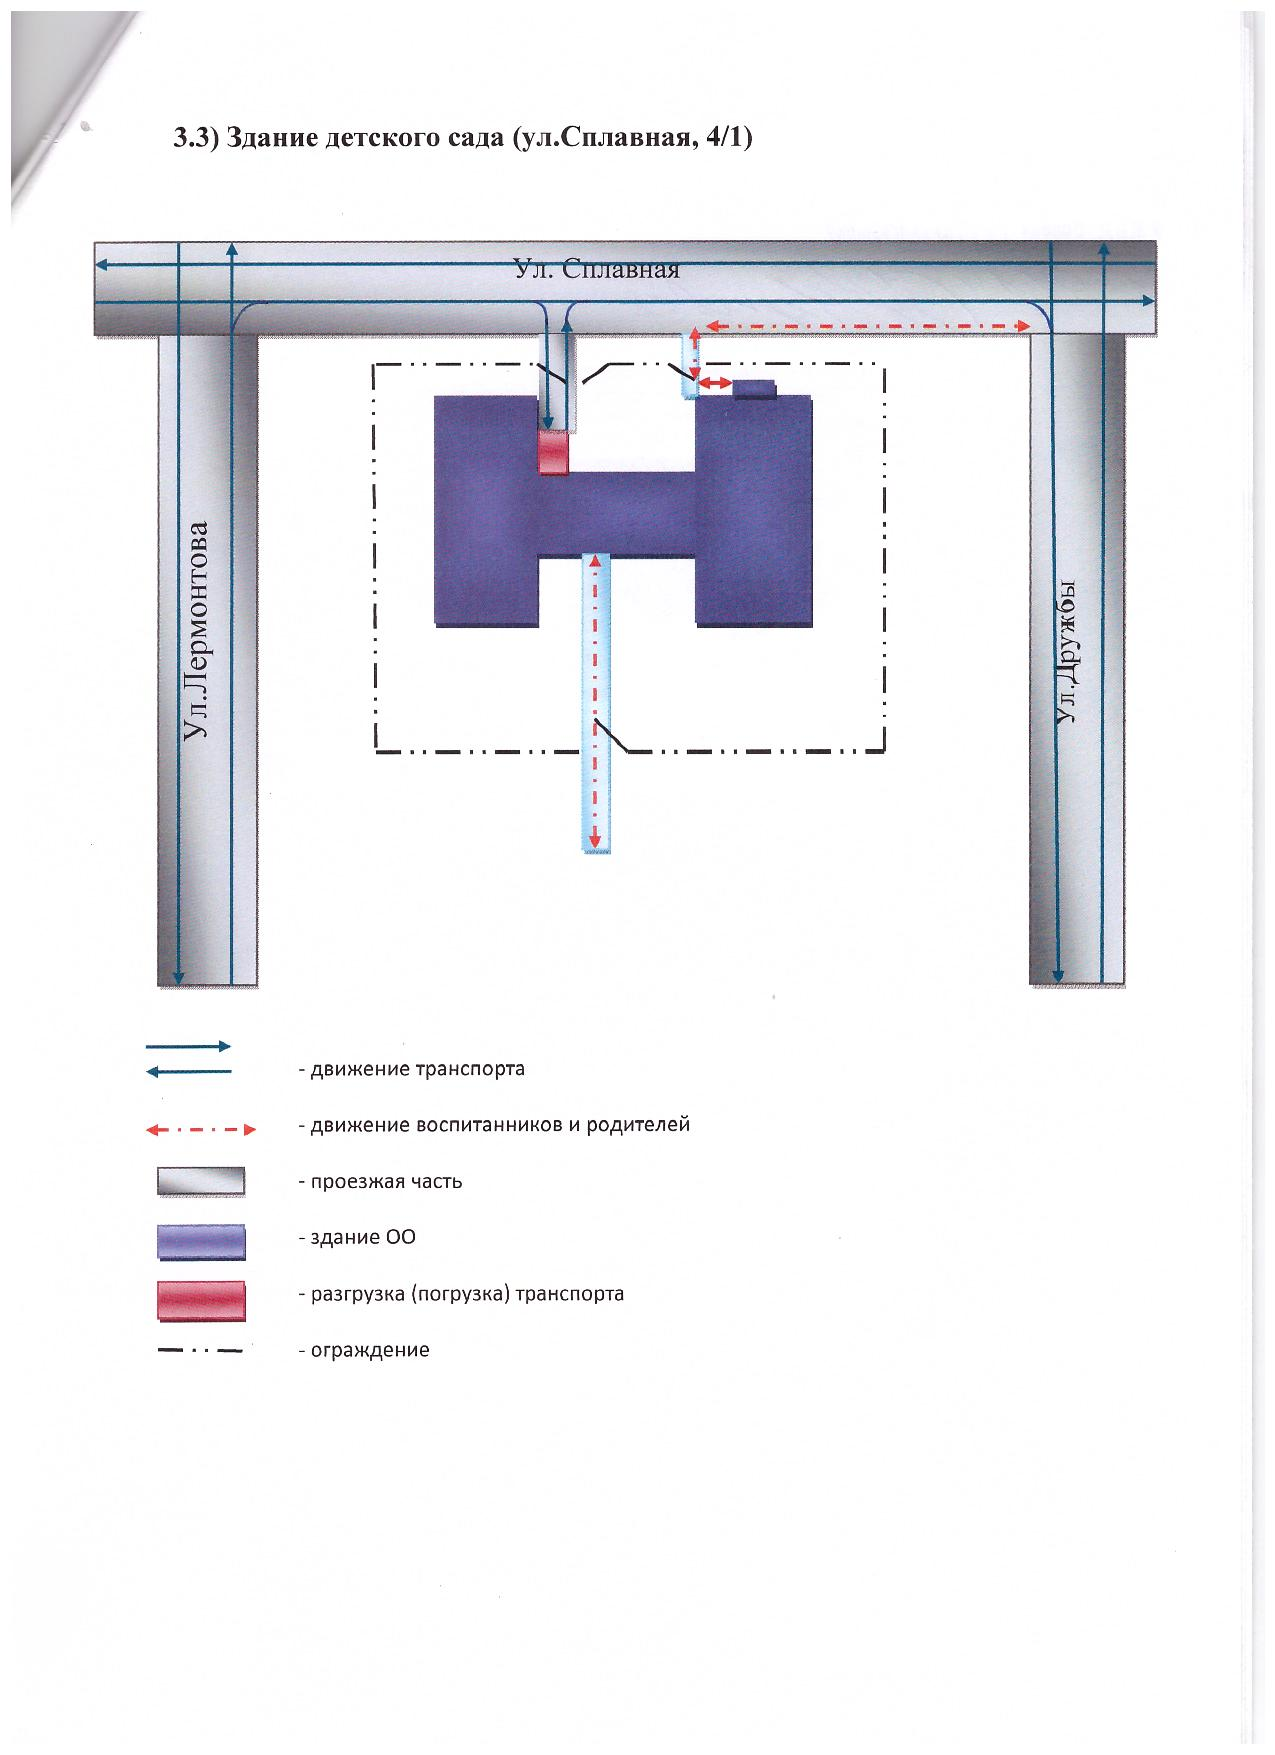 3.3) Здание детского сада (ул.Сплавная, 4/1)
Ул. Сплавная
Ул.Лермонтова
Ул.Дружбы
- движение транспорта
- движение воспитанников и родителей
- проезжая часть
- здание ОО
- разгрузка (погрузка) транспорта
- ограждение